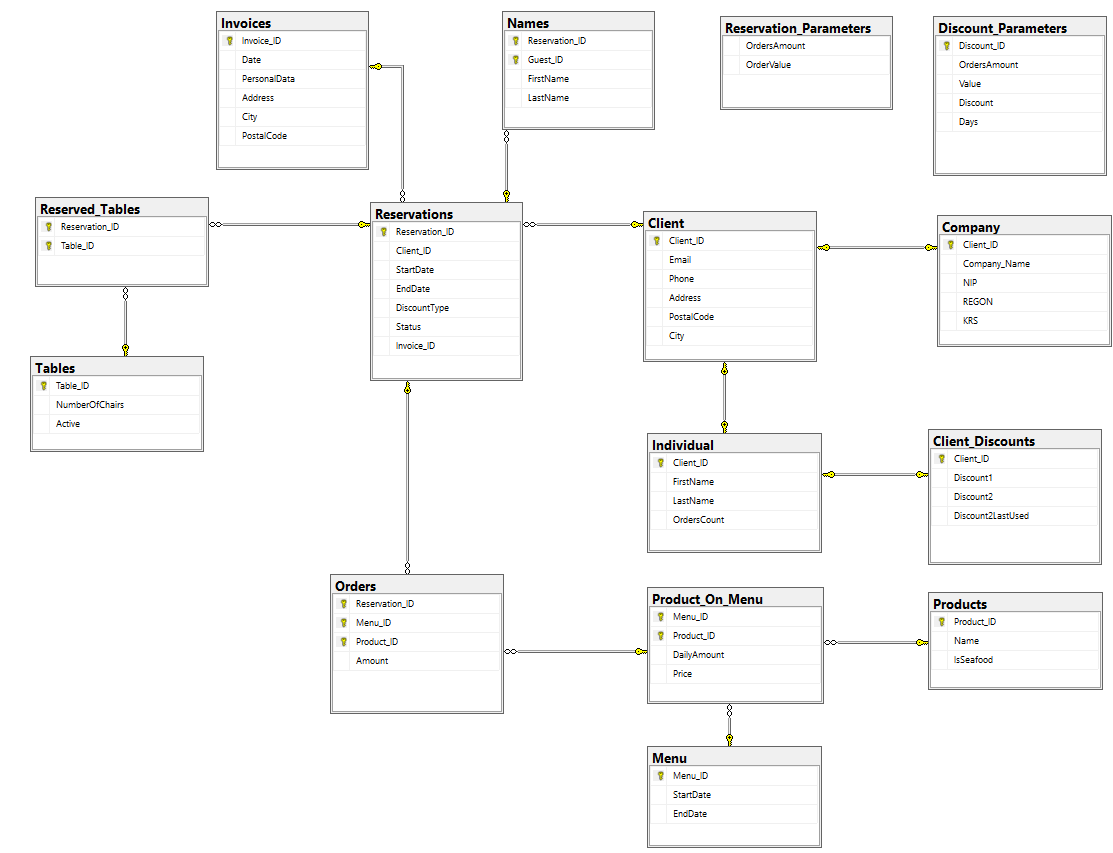 Invoices
Invoice_ID
Date
PersonalData
Address
City
PostalCode
Names
Reservation_ID
Guest_ID
FirstName
LastName
Reservation_Parameters
OrdersAmount
OrderValue
Discount_Parameters
Discount_ID
OrdersAmount
Value
Discount
Days
Reserved_Tables
Reservation_ID
Table_ID
Reservations
Reservation_ID
Client_ID
StartDate
EndDate
DiscountType
Status
Invoice_ID
Client
Client_ID
Email
Phone
Address
PostalCode
City
Company
Client_ID
Company_Name
NIP
REGON
KRS
Tables
Table_ID
NumberOfChairs
Active
Individual
Client_ID
FirstName
LastName
OrdersCount
Client_Discounts
Client_ID
Discount1
Discount2
Discount2LastUsed
Orders
Reservation_ID
Menu_ID
Product_ID
Amount
Product_On_Menu
Menu_ID
Product_ID
DailyAmount
Price
Products
Product_ID
Name
IsSeafood
Menu
Menu_ID
StartDate
EndDate